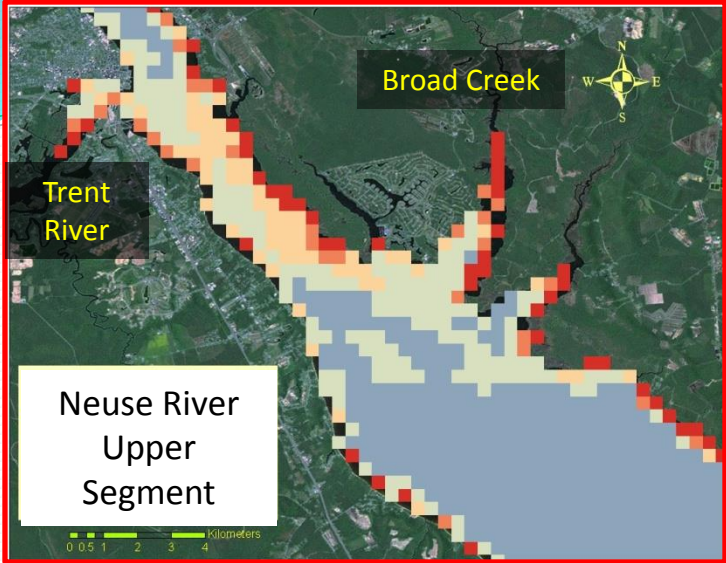 Broad Creek
N
W E
S
Trent
River
Neuse River
Upper
Segment
Kilometers
0 0.5 1 2 3 4